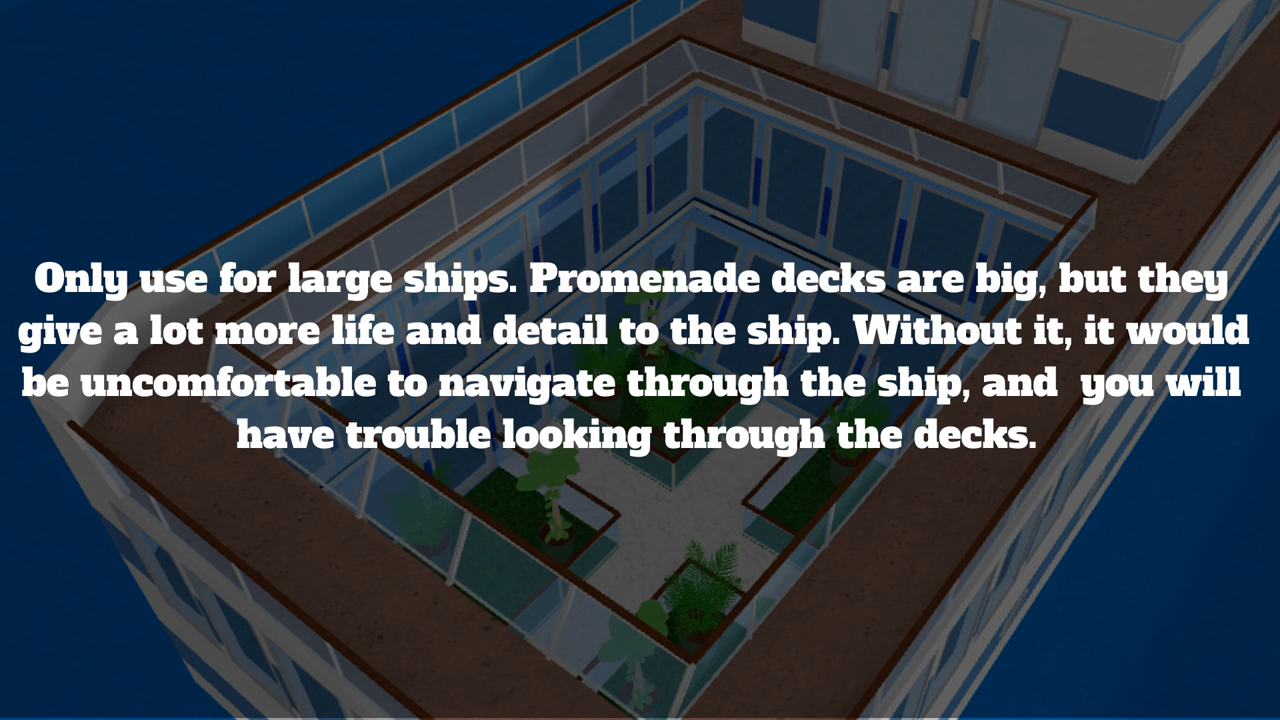 Only use for large ships. Promenade decks are big, but they
give a lot more life and detail to the ship. Without it, it would
be uncomfortable to navigate through the ship, and  you will
have trouble looking through the decks.